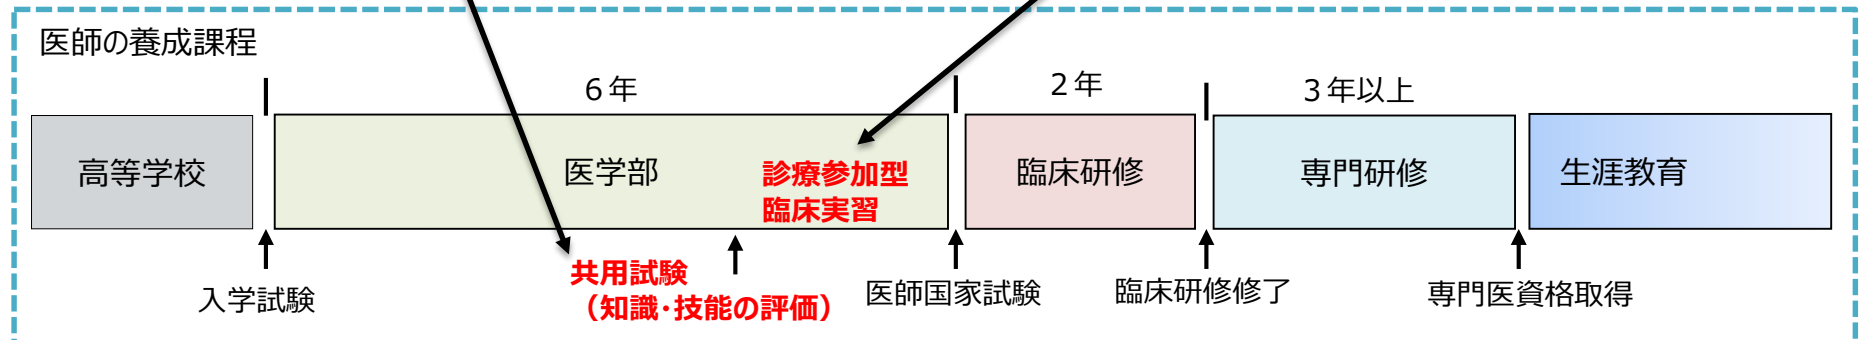 医師の養成課程
6年
2年
3年以上
高等学校
医学部
診療参加型
臨床実習
臨床研修
専門研修
生涯教育
入学試験
共用試験
（知識･技能の評価）
医師国家試験
臨床研修修了
専門医資格取得